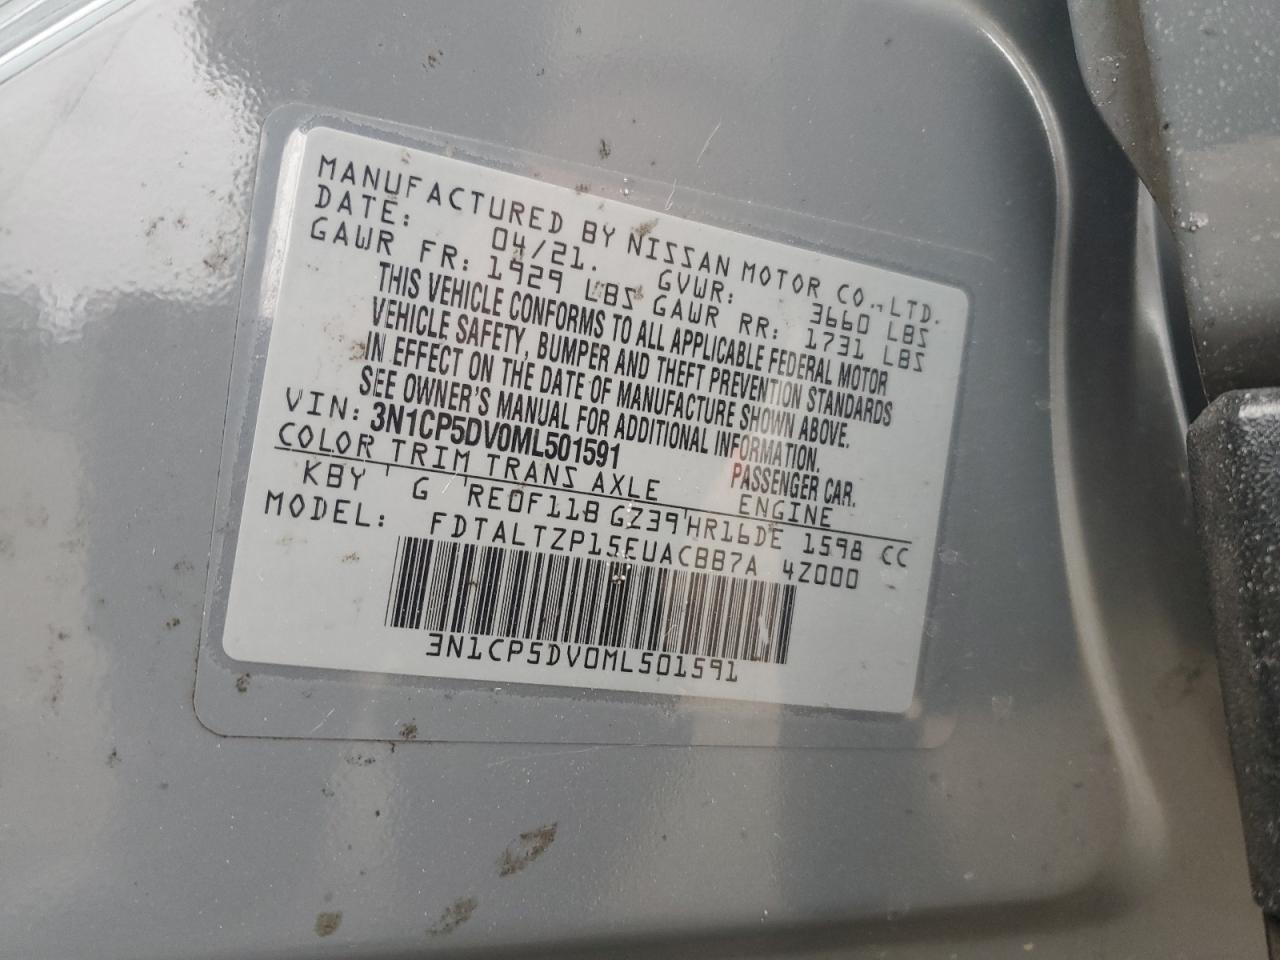 MANUFACTURED BY NISSAN MOTOR CO.,LTD.
DATE: 04/21. GVWR: 3660 LBS
GAWR FR: 1929 LBS GAWR RR: 1731 LBS
THIS VEHICLE CONFORMS TO ALL APPLICABLE FEDERAL MOTOR
VEHICLE SAFETY, BUMPER AND THEFT PREVENTION STANDARDS
IN EFFECT ON THE DATE OF MANUFACTURE SHOWN ABOVE.
SEE OWNER'S MANUAL FOR ADDITIONAL INFORMATION.
VIN: 3N1CP5DV0ML501591 PASSENGER CAR.
COLOR TRIM TRANS AXLE ENGINE
KBY ' G 'RE0F11B GZ39'HR16DE 1598 CC
MODEL: FDTALTZP15EUACBB7A 4Z000
3N1CP5DV0ML501591